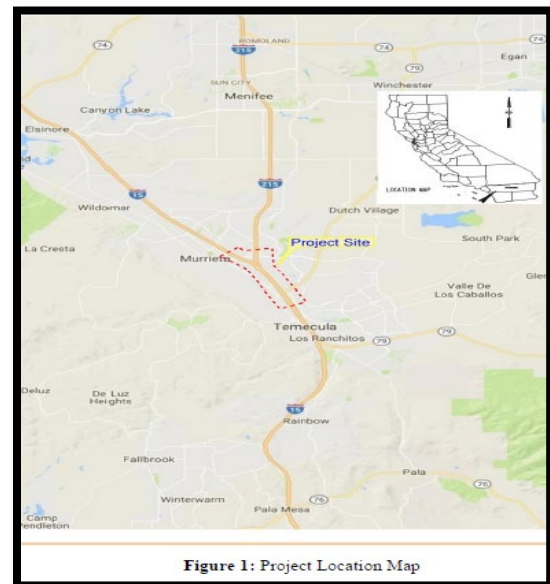 74
215
ROMOLAND
74
74
79
Egan
SUN CITY
Menifee
Winchester
Canyon Lake
Elsinore
LOCATION MAP
15
215
Wildomar
Dutch Village
La Cresta
Murrieta
Project Site
South Park
Valle De
Los Caballos
Temecula
Los Ranchitos
79
79
Deluz
De Luz
Heights
15
Rainbow
Fallbrook
Pala
Winterwarm
76
76
Pala Mesa
Camp
Pendleton
Figure 1: Project Location Map